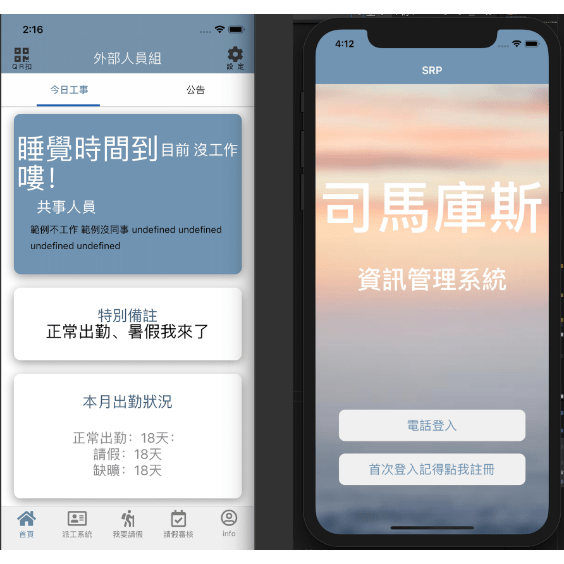 2:16
QR扣
外部人員組
設 定
今日工事
公告
睡覺時間到
嘍!
目前 沒工作
共事人員
範例不工作 範例沒同事 undefined undefined
undefined undefined
特別備註
正常出勤、暑假我來了
本月出勤狀況
正常出勤：18天：
請假：18天
缺曠：18天
首頁
派工系統
我要請假
請假審核
info
4:12
SRP
司馬庫斯
資訊管理系統
電話登入
首次登入記得點我註冊